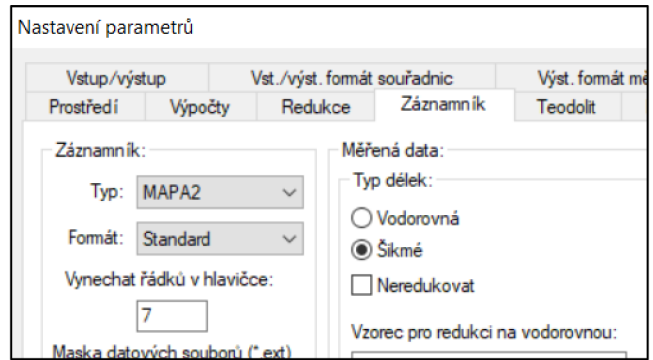 Nastavení parametrů
Vstup/výstup Vst./výst. formát souřadnic Výst. formát
Prostředí Výpočty Redukce Záznamník Teodolit
Záznamník:
Typ: MAPA2
Formát: Standard
Vynechat řádků v hlavičce:
7
Maska datových souborů (*.ext)
Měřená data:
Typ délek:
Vodorovná
Šikmé
Neredukovat
Vzorec pro redukci na vodorovnou: